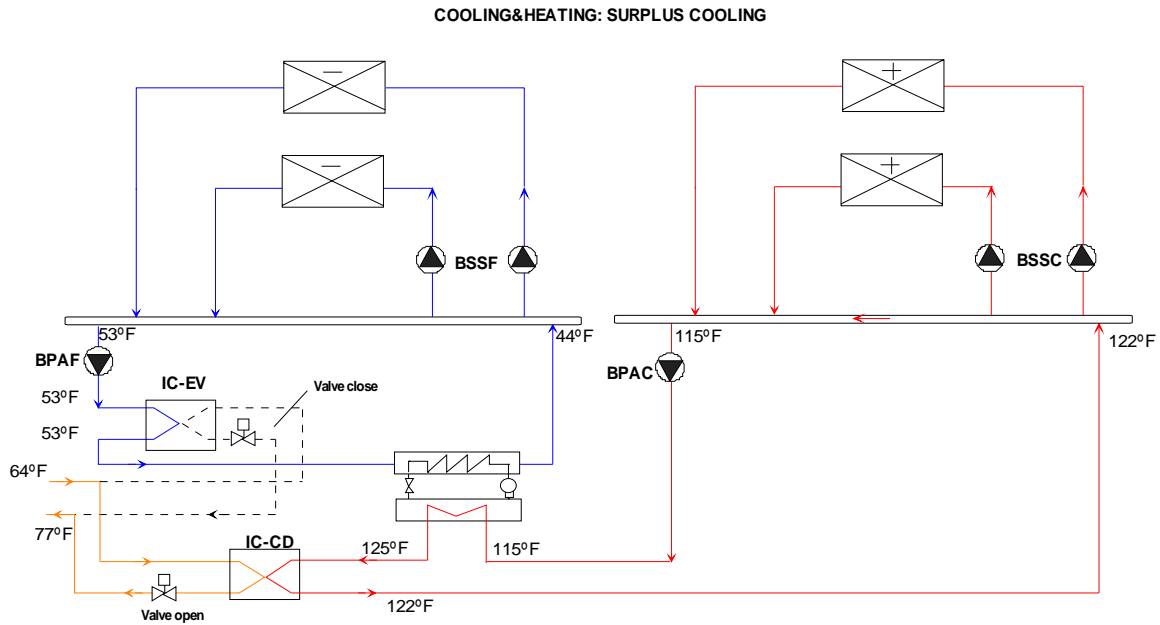 COOLING&HEATING: SURPLUS COOLING
BSSF
BSSC
53ºF
44ºF
115ºF
122ºF
BPAF
BPAC
IC-EV
Valve close
53ºF
53ºF
64ºF
77ºF
IC-CD
125ºF
115ºF
122ºF
Valve open